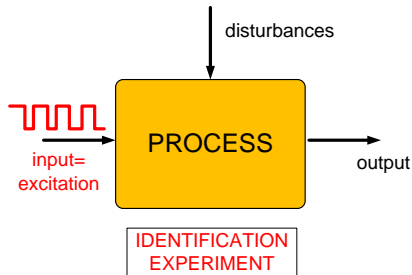 disturbances
PROCESS
input=
excitation
output
IDENTIFICATION
EXPERIMENT